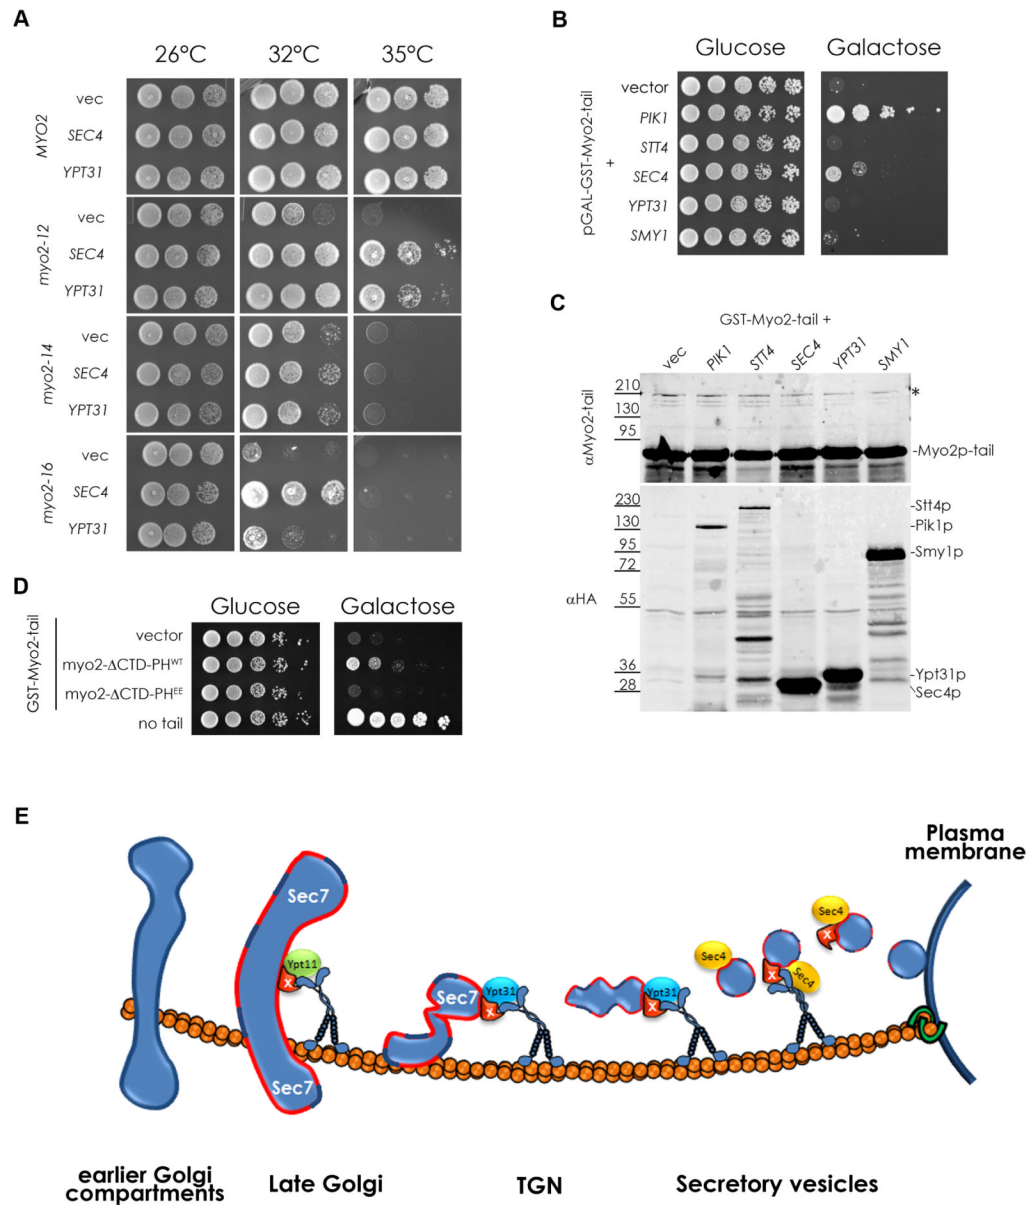 A
26°C 32°C 35°C
MYO2
vec
SEC4
YPT31
myo2-12
vec
SEC4
YPT31
myo2-14
vec
SEC4
YPT31
myo2-16
vec
SEC4
YPT31
B
Glucose Galactose
pGAL-GST-Myo2-tail
+
vector
PIK1
STT4
SEC4
YPT31
SMY1
C
GST-Myo2-tail +
vec PIK1 STT4 SEC4 YPT31 SMY1
αMyo2-tail
210
130
95
*
-Myo2p-tail
αHA
230
130
95
72
55
36
28
-Stt4p
-Pik1p
-Smy1p
-Ypt31p
Sec4p
D
Glucose Galactose
GST-Myo2-tail
vector
myo2-ΔCTD-PHWT
myo2-ΔCTD-PHEE
no tail
E
Plasma
membrane
Sec7
Sec7
Ypt11
X
Sec7
Ypt31
X
Ypt31
X
Sec4
X
Sec4
Sec4
X
earlier Golgi
compartments
Late Golgi
TGN
Secretory vesicles